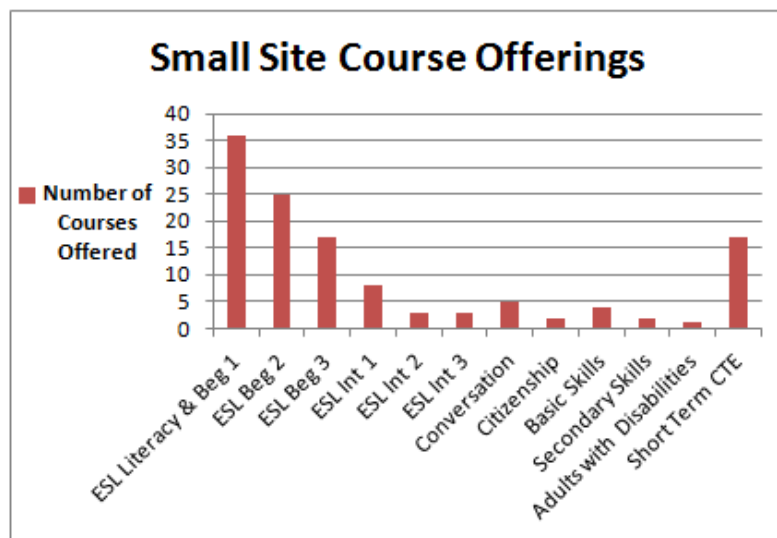 Small Site Course Offerings
40
35
30
25
20
15
10
5
0
Number of
Courses
Offered
ESL Literacy & Beg 1
ESL Beg 2
ESL Beg 3
ESL Int 1
ESL Int 2
ESL Int 3
Conversation
Citizenship
Basic Skills
Secondary Skills
Adults with Disabilities
Short Term CTE